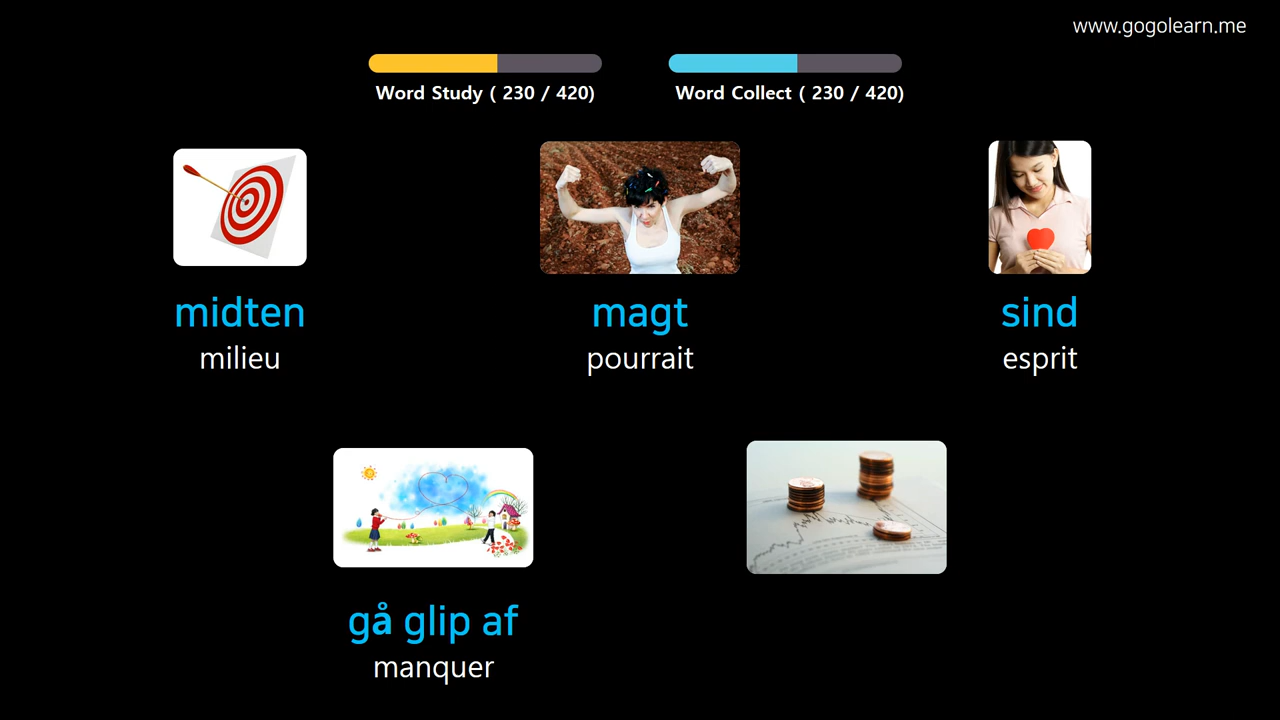 www.gogolearn.me
Word Study ( 230 / 420)
Word Collect ( 230 / 420)
midten
milieu
magt
pourrait
sind
esprit
gå glip af
manquer